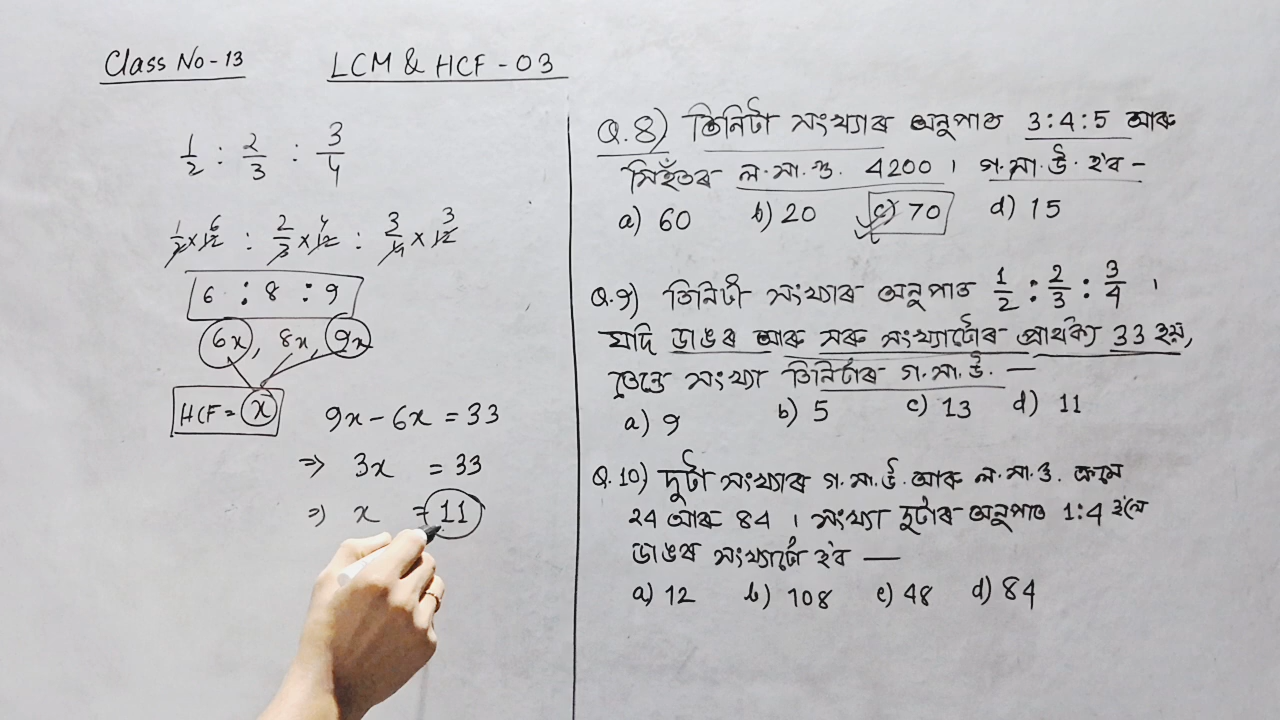 Class No - 13
LCM & HCF - 03
1/2 : 2/3 : 3/4
1/2 × 12 6 : 2/3 × 12 4 : 3/4 × 12 3
6 : 8 : 9
6x, 8x, 9x
HCF = x
9x - 6x = 33
⇒ 3x = 33
⇒ x = 11
Q.8) তিনিটা সংখ্যাৰ অনুপাত 3:4:5 আৰু
সিহঁতৰ ল.সা.গু. 4200 । গ.সা.উ. হ'ব -
a) 60 b) 20 c) 70 d) 15
Q.9) তিনিটা সংখ্যাৰ অনুপাত 1/2 : 2/3 : 3/4 ,
যদি ডাঙৰ আৰু সৰু সংখ্যাটোৰ প্ৰাৰ্থক্য 33 হয়,
তেন্তে সংখ্যা তিনিটাৰ গ.সা.উ. —
a) 9 b) 5 c) 13 d) 11
Q.10) দুটা সংখ্যাৰ গ.সা.উ. আৰু ল.সা.গু. ক্ৰমে
24 আৰু 84 । সংখ্যা দুটাৰ অনুপাত 1:4 হ'লে
ডাঙৰ সংখ্যাটো হ'ব —
a) 12 b) 108 c) 48 d) 84